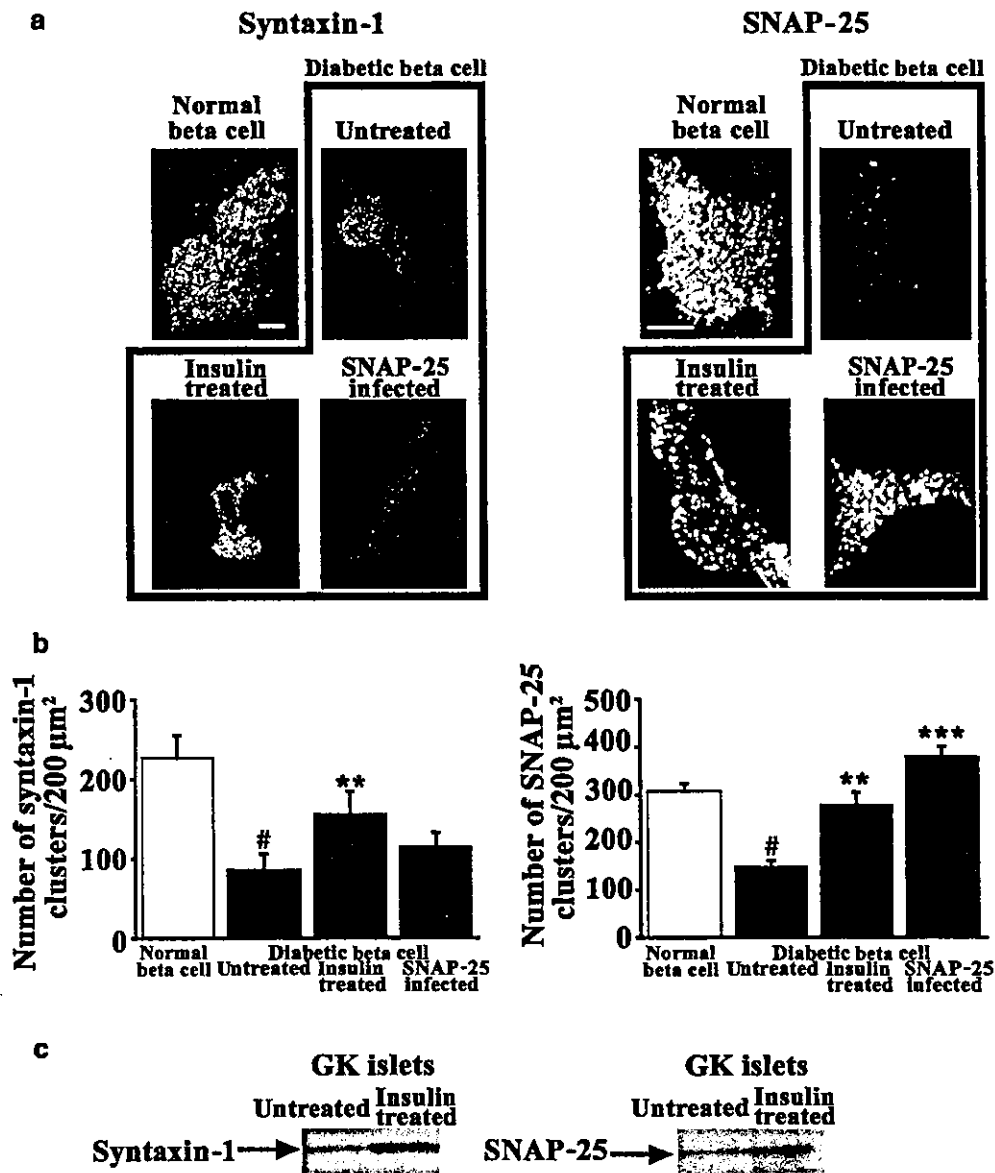 a
Syntaxin-1
SNAP-25
Diabetic beta cell
Normal
beta cell
Untreated
Insulin
treated
SNAP-25
infected
Diabetic beta cell
Normal
beta cell
Untreated
Insulin
treated
SNAP-25
infected
b
Number of syntaxin-1
clusters/200 µm²
300
200
100
0
#
**
Normal
beta cell
Diabetic beta cell
Untreated
Insulin
treated
SNAP-25
infected
Number of SNAP-25
clusters/200 µm²
500
400
300
200
100
0
#
**
***
Normal
beta cell
Diabetic beta cell
Untreated
Insulin
treated
SNAP-25
infected
c
GK islets
Untreated
Insulin
treated
Syntaxin-1
GK islets
Untreated
Insulin
treated
SNAP-25